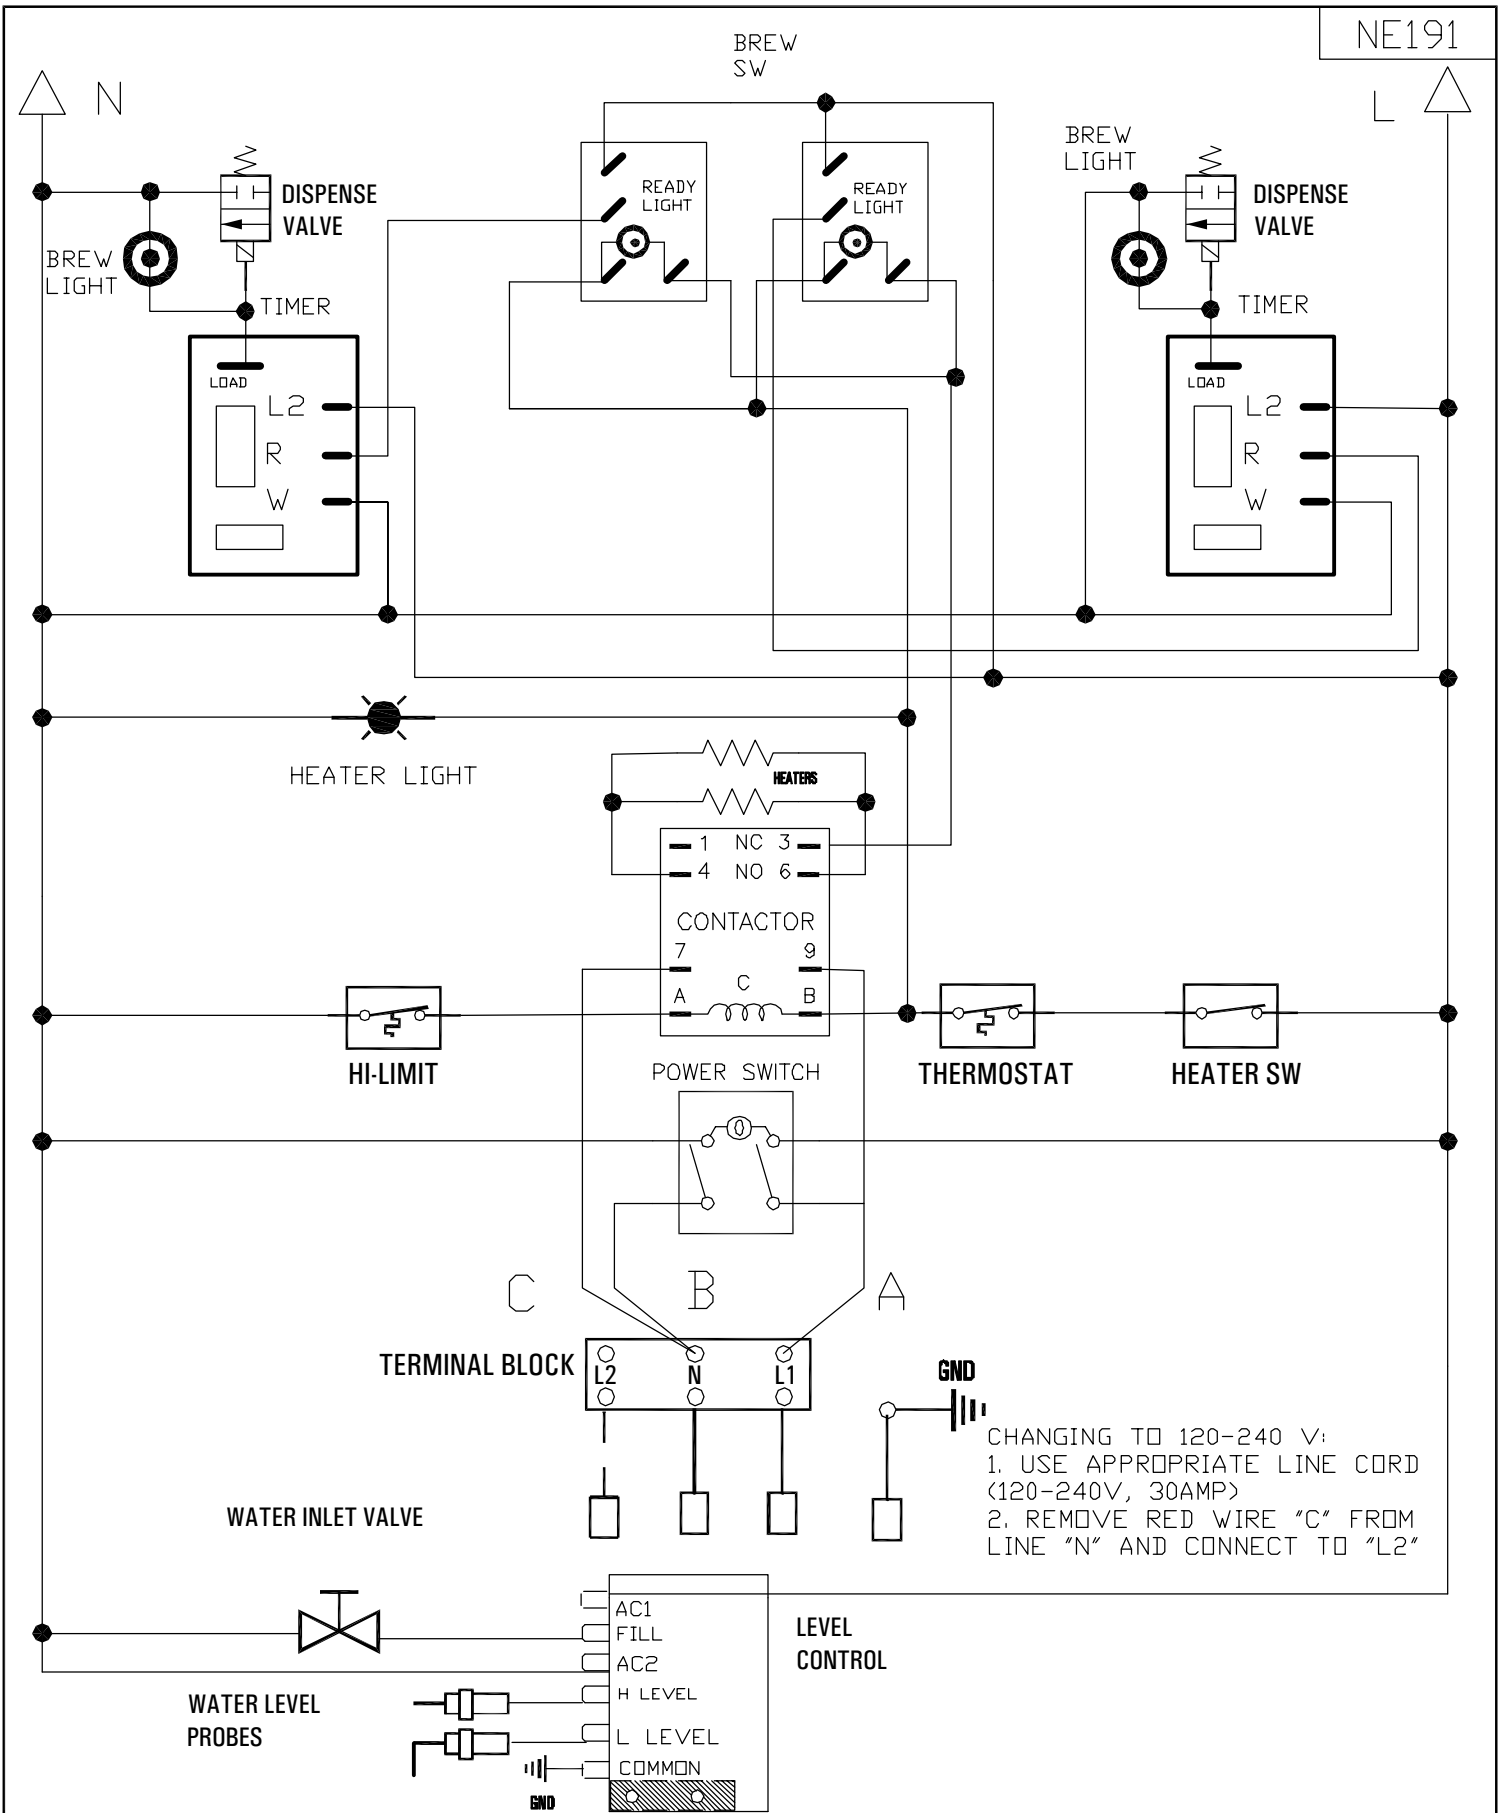 NE191
BREW
SW
N
L
BREW
LIGHT
DISPENSE
VALVE
READY
LIGHT
READY
LIGHT
DISPENSE
VALVE
BREW
LIGHT
TIMER
TIMER
LOAD
L2
R
W
LOAD
L2
R
W
HEATER LIGHT
HEATERS
1 NC 3
4 NO 6
CONTACTOR
7 9
C
A B
HI-LIMIT
POWER SWITCH
THERMOSTAT
HEATER SW
C B A
TERMINAL BLOCK
L2 N L1
GND
CHANGING TO 120-240 V:
1. USE APPROPRIATE LINE CORD
(120-240V, 30AMP)
2. REMOVE RED WIRE "C" FROM
LINE "N" AND CONNECT TO "L2"
WATER INLET VALVE
AC1
FILL
AC2
H LEVEL
L LEVEL
COMMON
LEVEL
CONTROL
WATER LEVEL
PROBES
GND